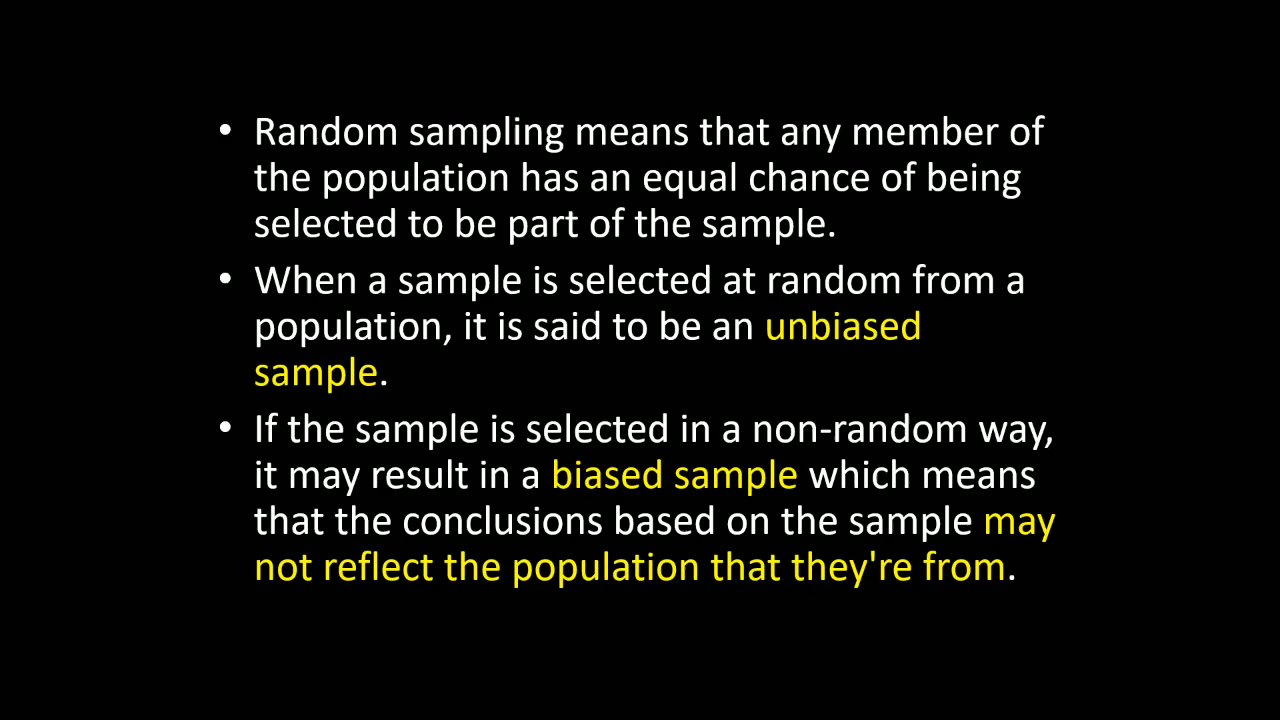 • Random sampling means that any member of
the population has an equal chance of being
selected to be part of the sample.
• When a sample is selected at random from a
population, it is said to be an unbiased
sample.
• If the sample is selected in a non-random way,
it may result in a biased sample which means
that the conclusions based on the sample may
not reflect the population that they're from.